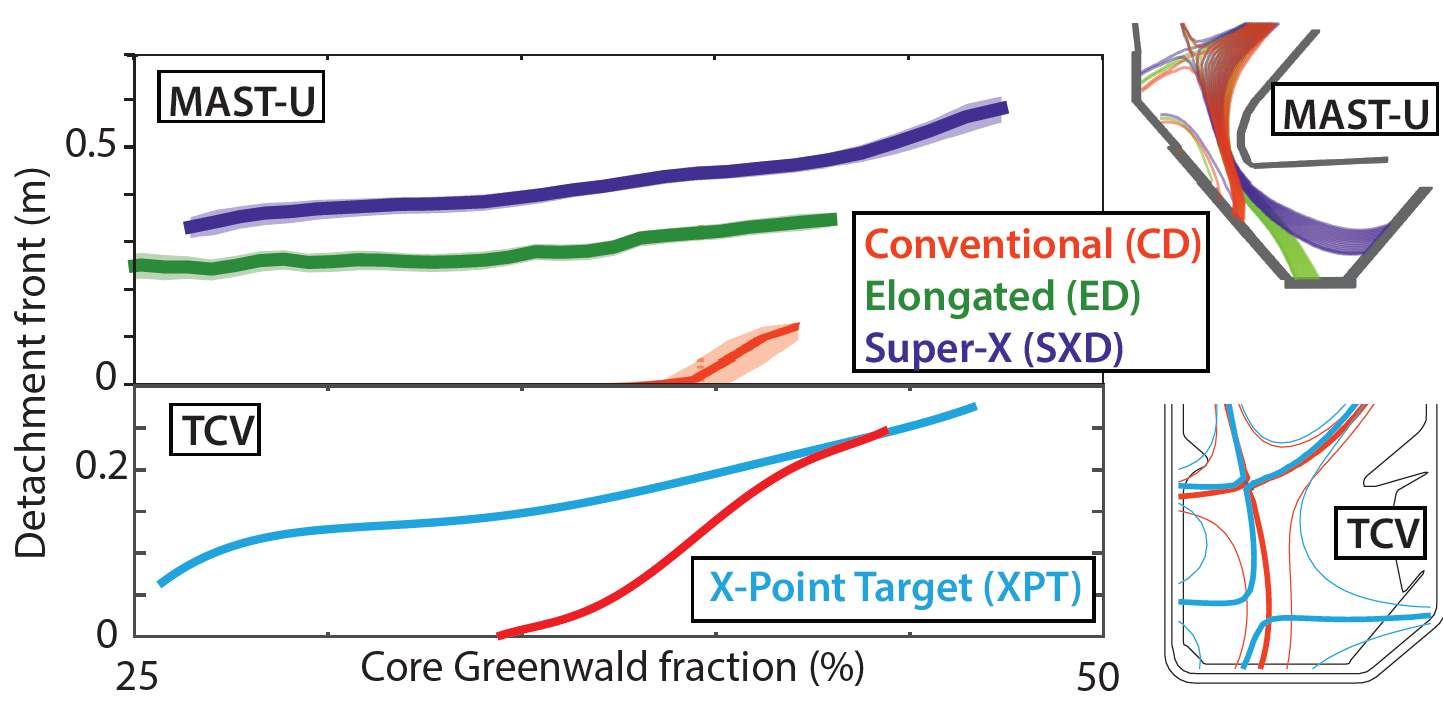 MAST-U
0.5
0
Detachment front (m)
Conventional (CD)
Elongated (ED)
Super-X (SXD)
MAST-U
TCV
0.2
0
X-Point Target (XPT)
25
Core Greenwald fraction (%)
50
TCV